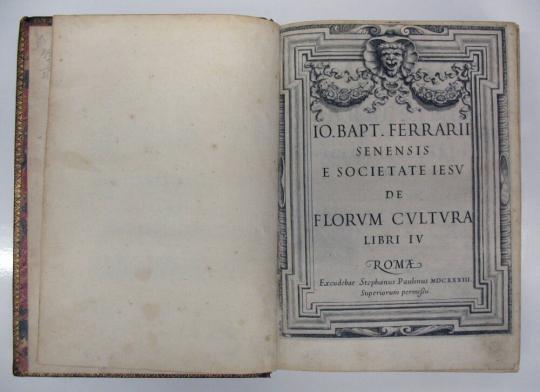 IO. BAPT. FERRARII
SENENSIS
E SOCIETATE IESV
DE
FLORVM CVLTVRA
LIBRI IV
ROMÆ
Excudebat Stephanus Paulinus MDCXXXIII
Superiorum permissu.